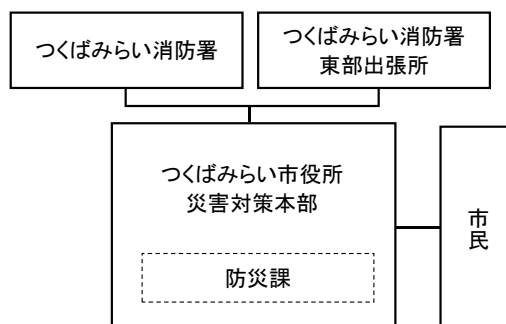 つくばみらい消防署
つくばみらい消防署
東部出張所
つくばみらい市役所
災害対策本部
防災課
市民